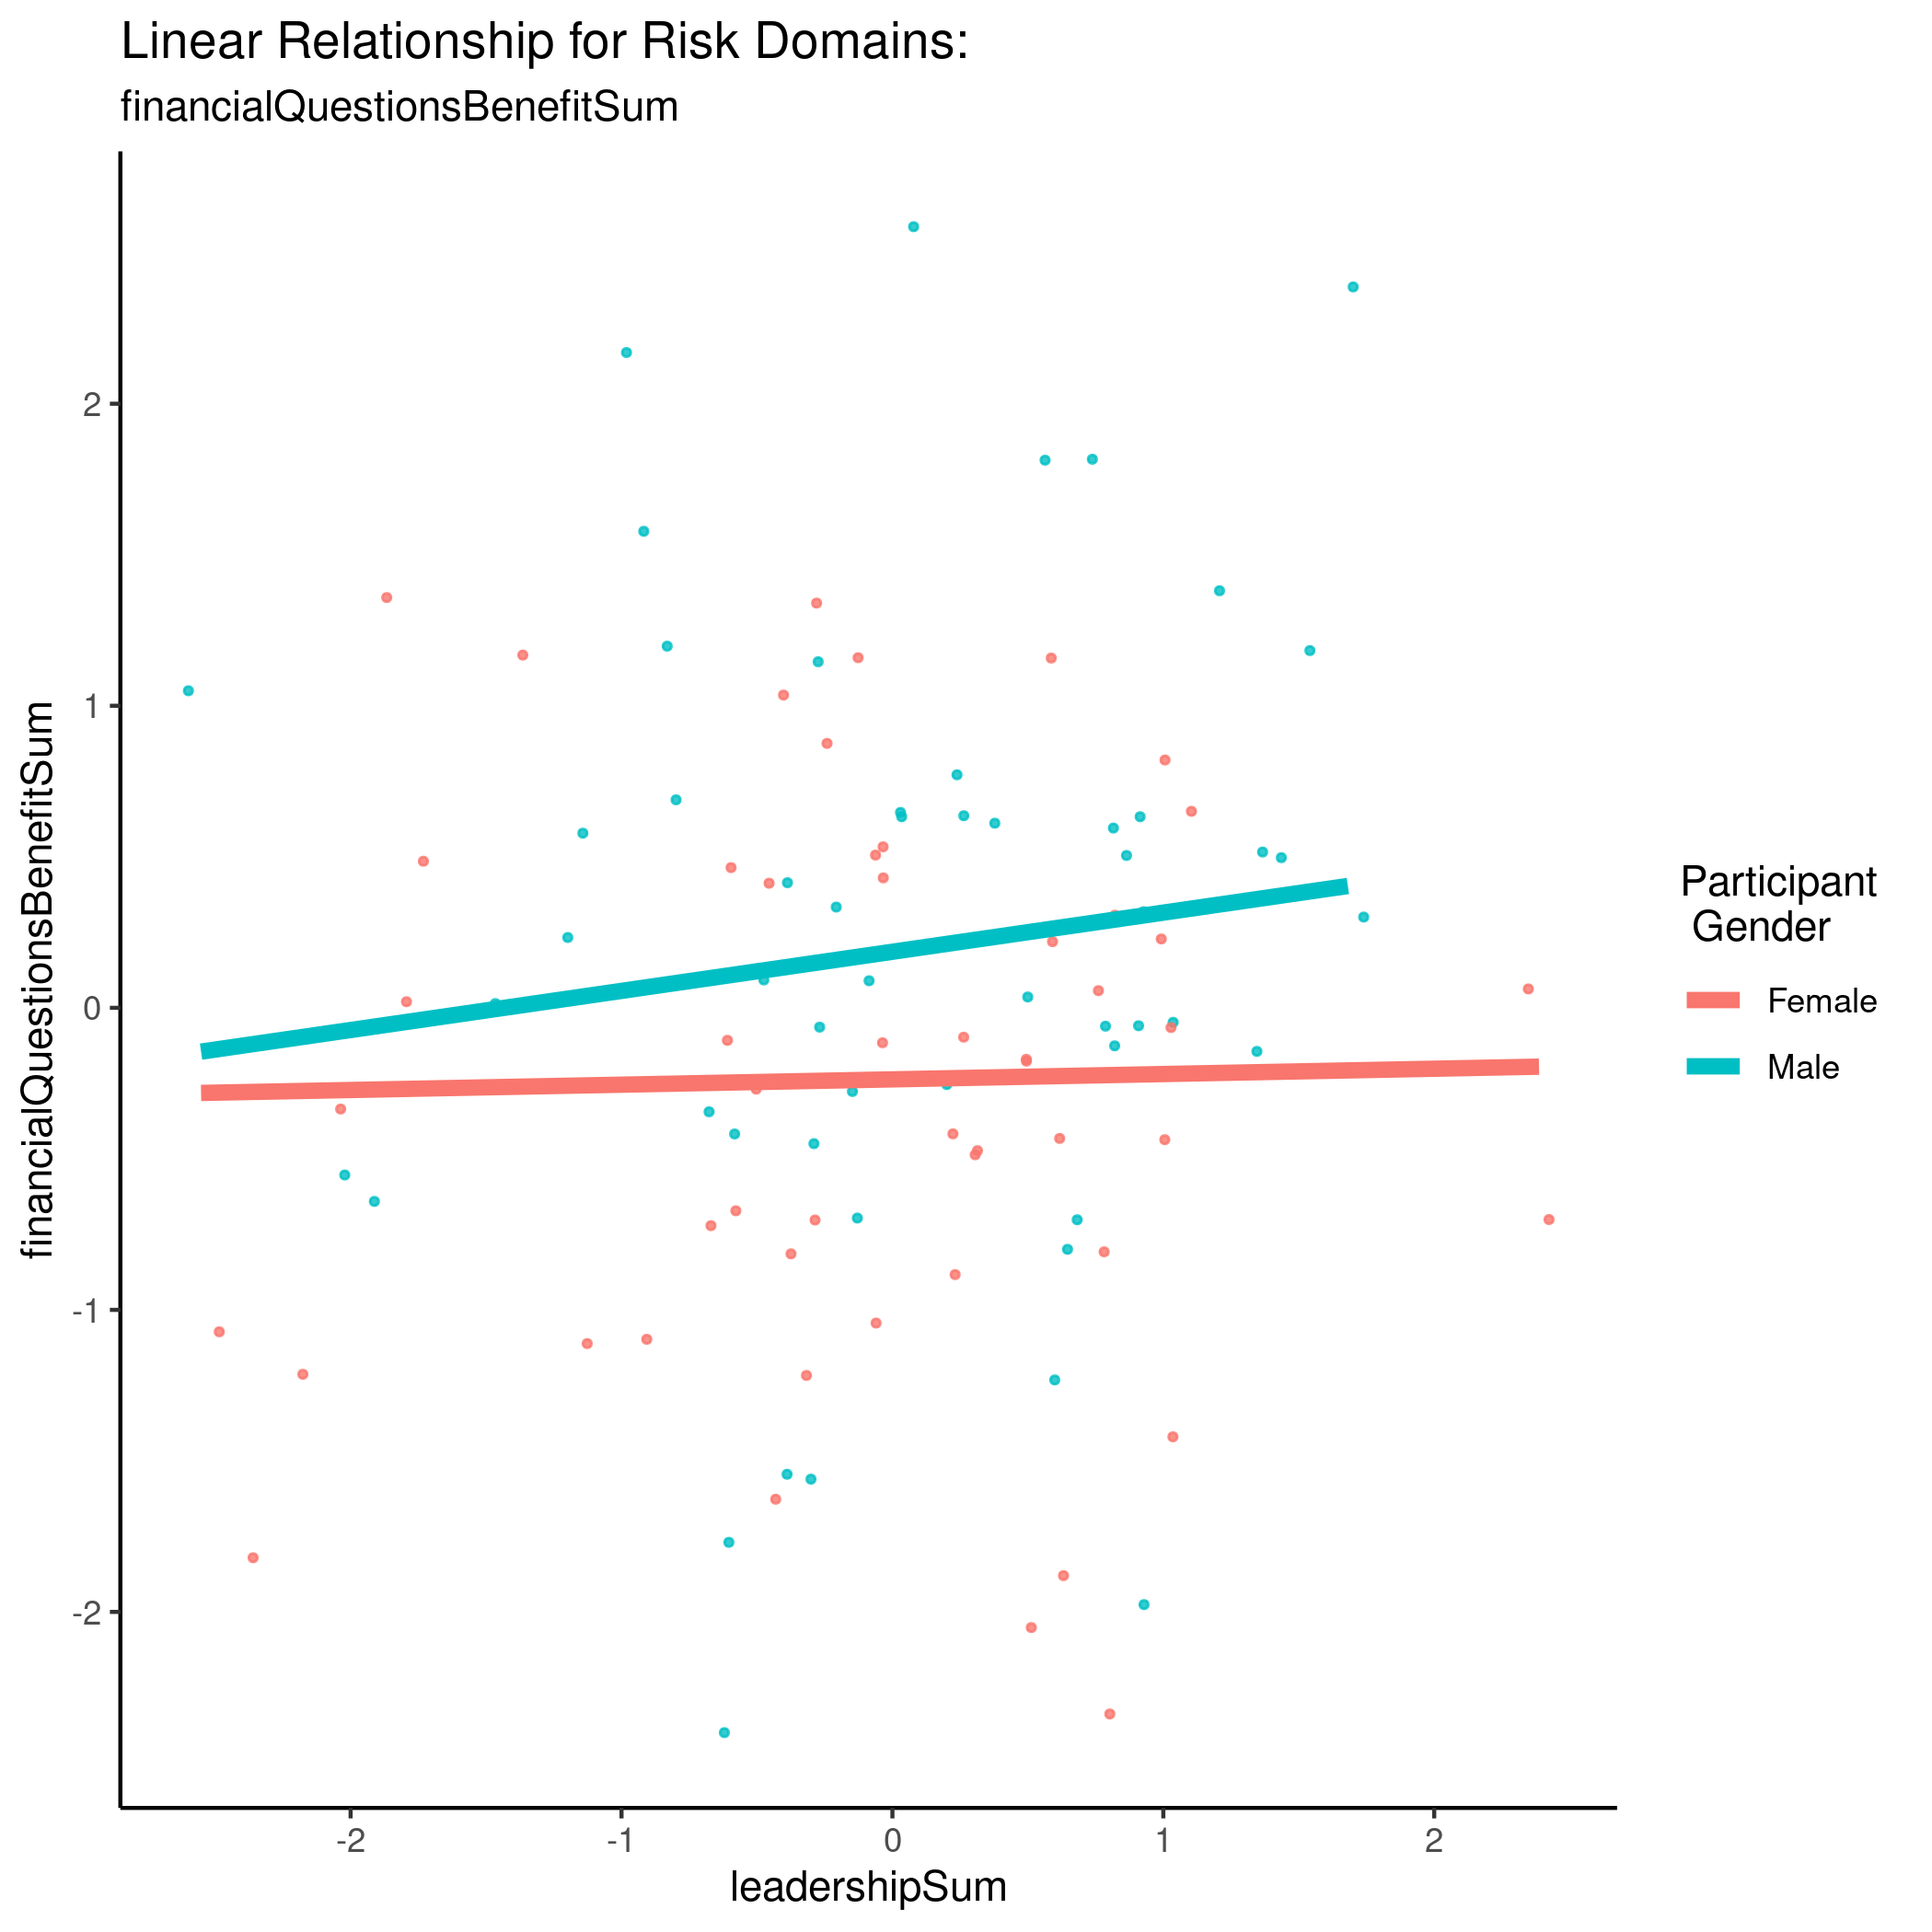 Linear Relationship for Risk Domains:
financialQuestionsBenefitSum
financialQuestionsBenefitSum
2
1
0
-1
-2
-2
-1
0
1
2
leadershipSum
Participant
Gender
Female
Male